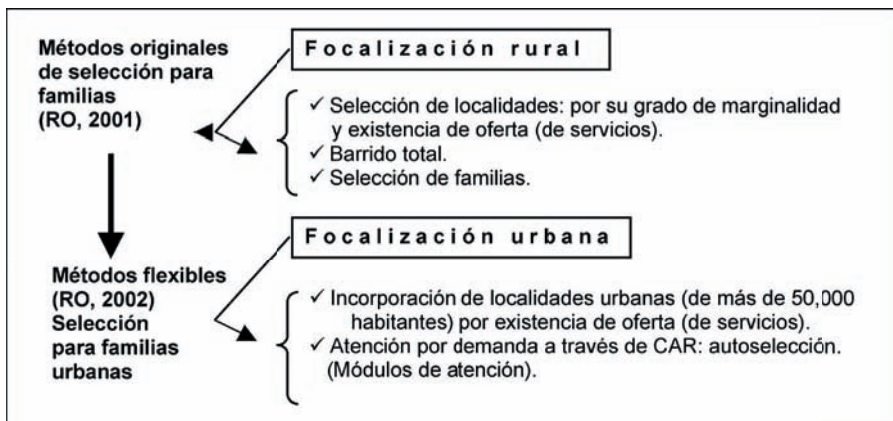 Métodos originales
de selección para
familias
(RO, 2001)
Focalización rural
✓ Selección de localidades: por su grado de marginalidad
y existencia de oferta (de servicios).
✓ Barrido total.
✓ Selección de familias.
Métodos flexibles
(RO, 2002)
Selección
para familias
urbanas
Focalización urbana
✓ Incorporación de localidades urbanas (de más de 50,000
habitantes) por existencia de oferta (de servicios).
✓ Atención por demanda a través de CAR: autoselección.
(Módulos de atención).